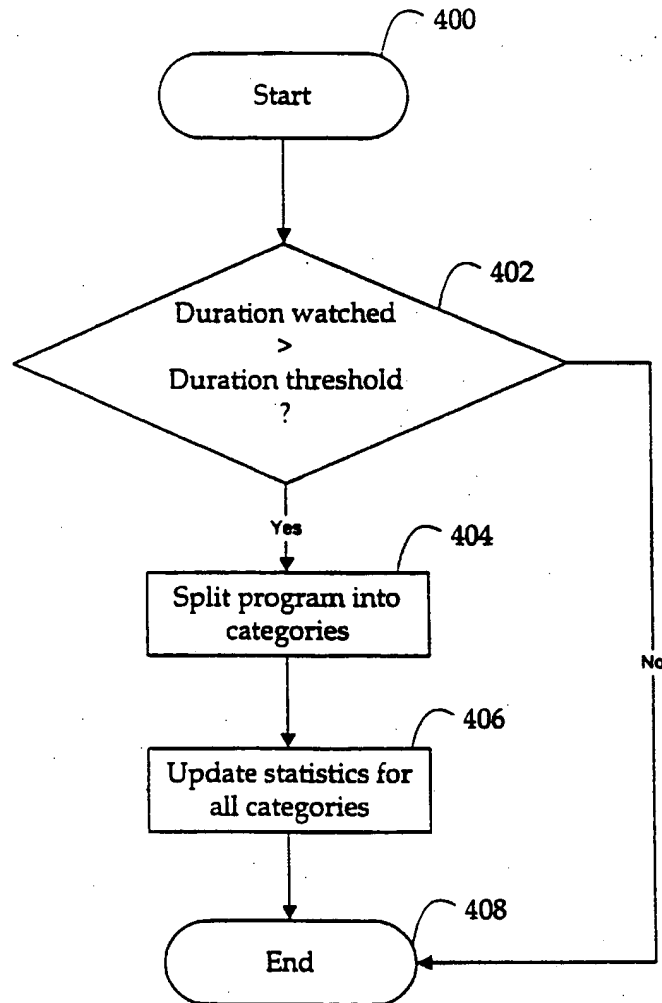 400
Start
402
Duration watched
>
Duration threshold
?
Yes
404
Split program into
categories
No
406
Update statistics for
all categories
408
End